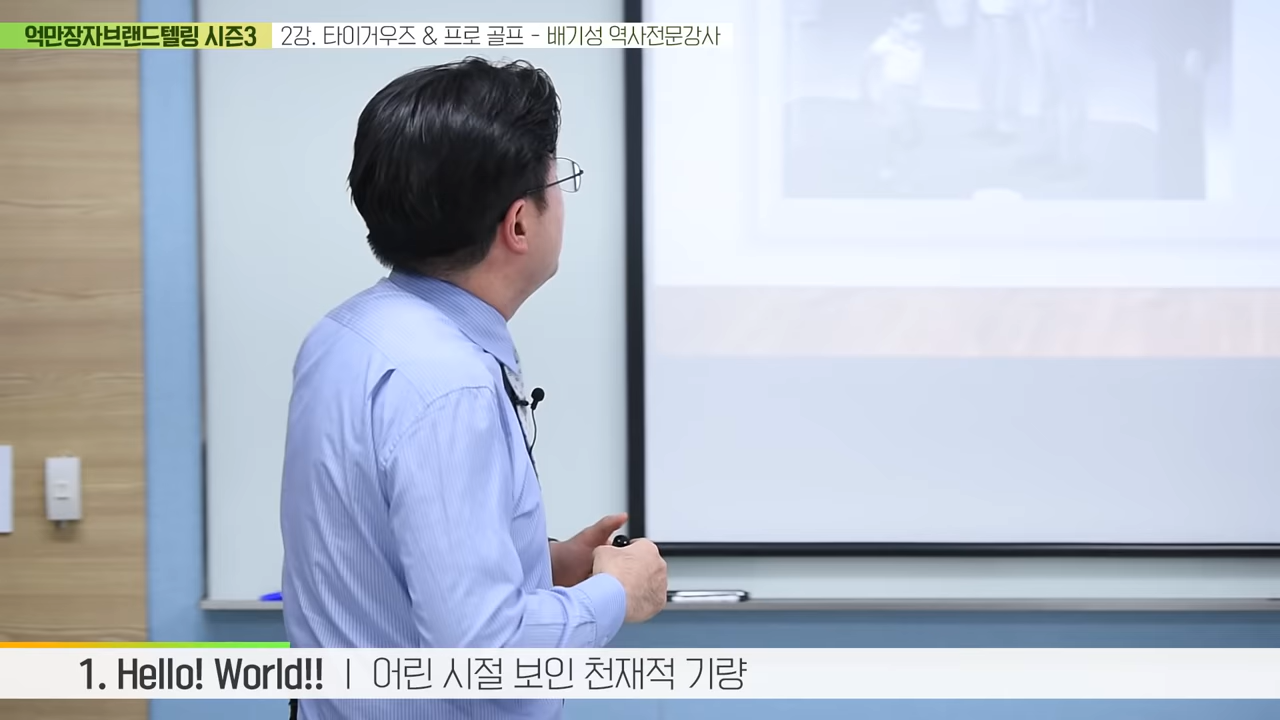 억만장자브랜드텔링 시즌3 2강. 타이거우즈 & 프로 골프 - 배기성 역사전문강사
1. Hello! World!! | 어린 시절 보인 천재적 기량